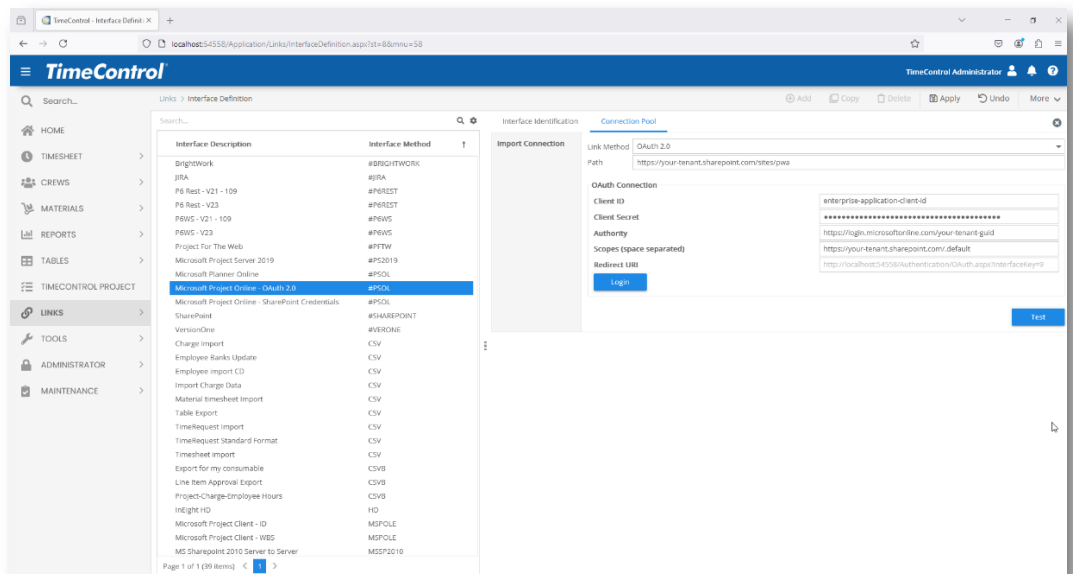 TimeControl - Interface Definiti
localhost:54558/Application/Links/InterfaceDefinition.aspx?st=8&mnu=58
TimeControl
TimeControl Administrator
Search...
HOME
TIMESHEET
CREWS
MATERIALS
REPORTS
TABLES
TIMECONTROL PROJECT
LINKS
TOOLS
ADMINISTRATOR
MAINTENANCE
Links > Interface Definition
Add Copy Delete Apply Undo More
Search...
Interface Description Interface Method ↑
BrightWork #BRIGHTWORK
JIRA #JIRA
P6 Rest - V21 - 109 #P6REST
P6 Rest - V23 #P6REST
P6WS - V21 - 109 #P6WS
P6WS - V23 #P6WS
Project For The Web #PFTW
Microsoft Project Server 2019 #PS2019
Microsoft Planner Online #PSOL
Microsoft Project Online - OAuth 2.0 #PSOL
Microsoft Project Online - SharePoint Credentials #PSOL
SharePoint #SHAREPOINT
VersionOne #VERONE
Charge Import CSV
Employee Banks Update CSV
Employee import CD CSV
Import Charge Data CSV
Material timesheet Import CSV
Table Export CSV
TimeRequest Import CSV
TimeRequest Standard Format CSV
Timesheet Import CSV
Export for my consumable CSVB
Line Item Approval Export CSVB
Project-Charge-Employee Hours CSVB
InEight HD HD
Microsoft Project Client - ID MSPOLE
Microsoft Project Client - WBS MSPOLE
MS Sharepoint 2010 Server to Server MSSP2010
Page 1 of 1 (39 items) < 1 >
Interface Identification Connection Pool
Import Connection
Link Method OAuth 2.0
Path https://your-tenant.sharepoint.com/sites/pwa
OAuth Connection
Client ID enterprise-application-client-id
Client Secret
Authority https://login.microsoftonline.com/your-tenant-guid
Scopes (space separated) https://your-tenant.sharepoint.com/.default
Redirect URI http://localhost:54558/Authentication/OAuth.aspx?InterfaceKey=9
Login
Test